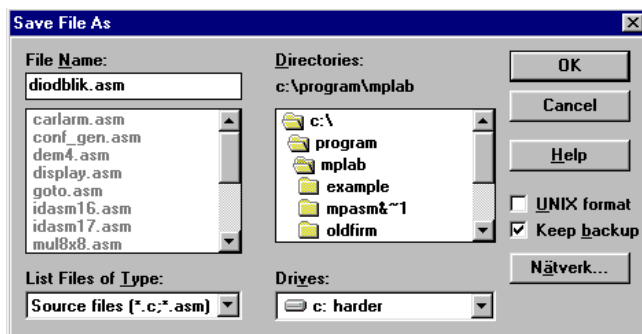 Save File As
File Name:
diodblik.asm
carlarm.asm
conf_gen.asm
dem4.asm
display.asm
goto.asm
idasm16.asm
idasm17.asm
mul8x8.asm
List Files of Type:
Source files (*.c;*.asm)
Directories:
c:\program\mplab
c:\
program
mplab
example
mpasm&~1
oldfirm
Drives:
c: harder
OK
Cancel
Help
UNIX format
Keep backup
Nätverk...